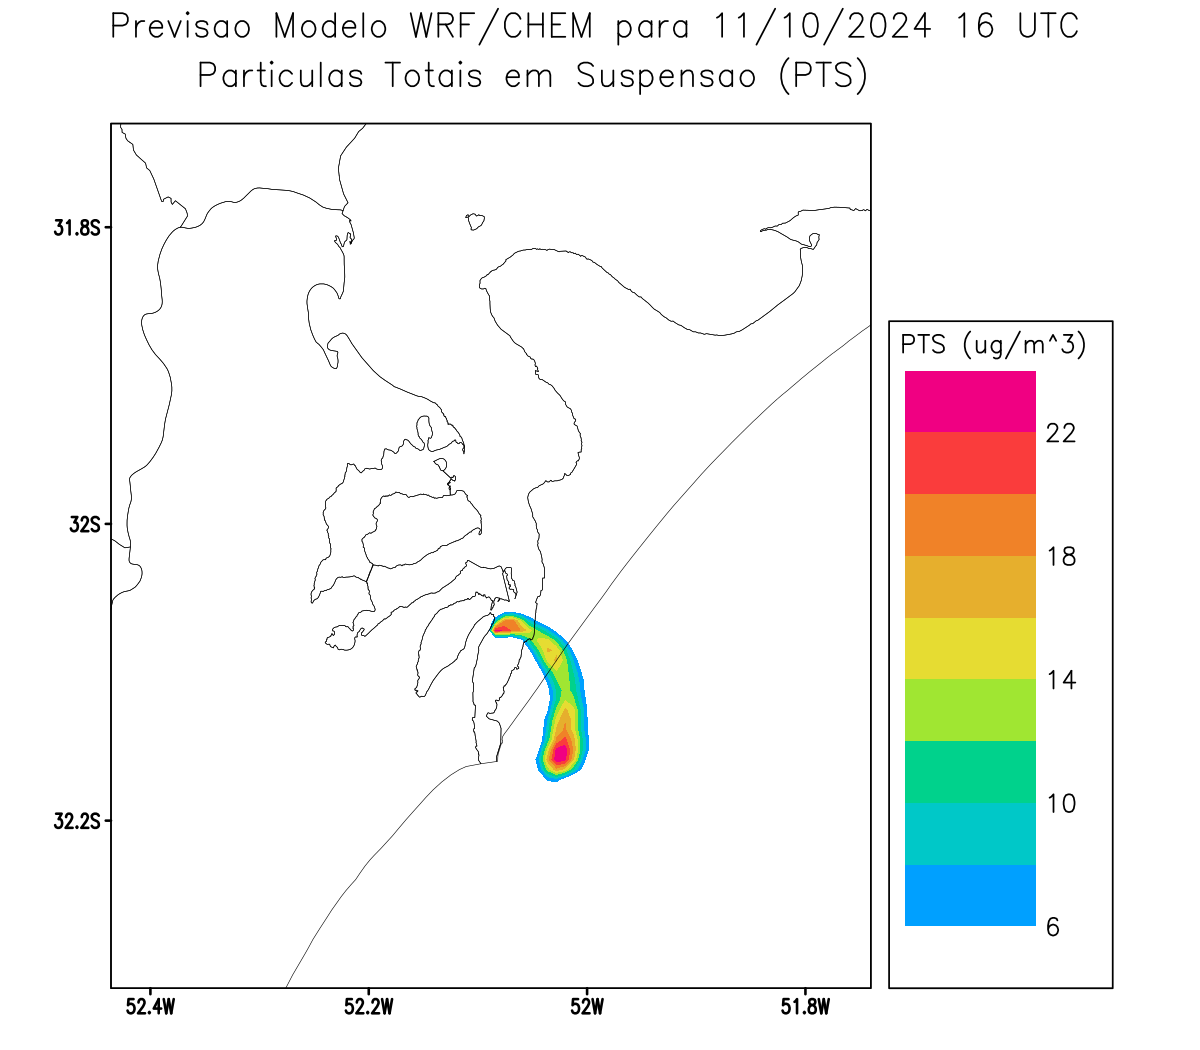 Previsao Modelo WRF/CHEM para 11/10/2024 16 UTC
Particulas Totais em Suspensao (PTS)
31.8S
32S
32.2S
52.4W
52.2W
52W
51.8W
PTS (ug/m^3)
22
18
14
10
6